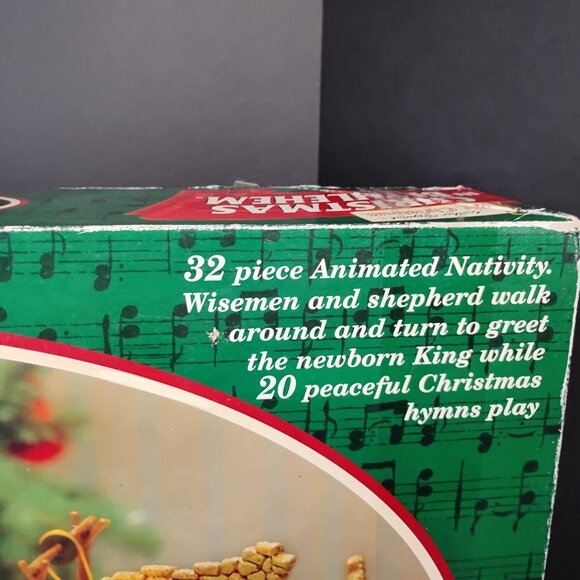 CHRISTMAS
32 piece Animated Nativity.
Wisemen and shepherd walk
around and turn to greet
the newborn King while
20 peaceful Christmas
hymns play